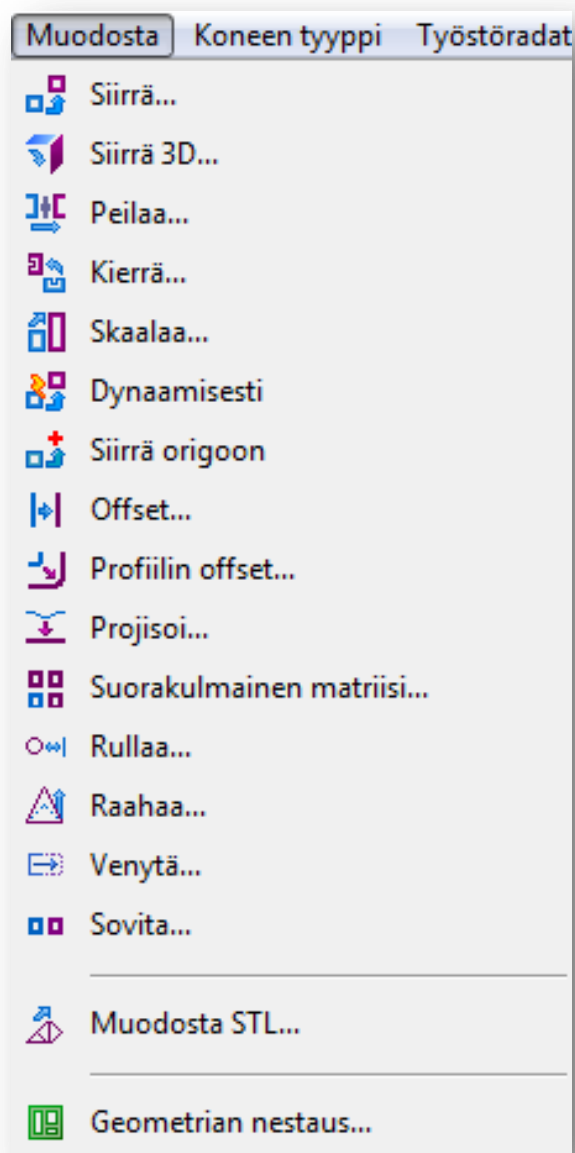 Muodosta Koneen tyyppi Työstöradat
Siirrä...
Siirrä 3D...
Peilaa...
Kierrä...
Skaalaa...
Dynaamisesti
Siirrä origoon
Offset...
Profiilin offset...
Projisoi...
Suorakulmainen matriisi...
Rullaa...
Raahaa...
Venytä...
Sovita...
Muodosta STL...
Geometrian nestaus...